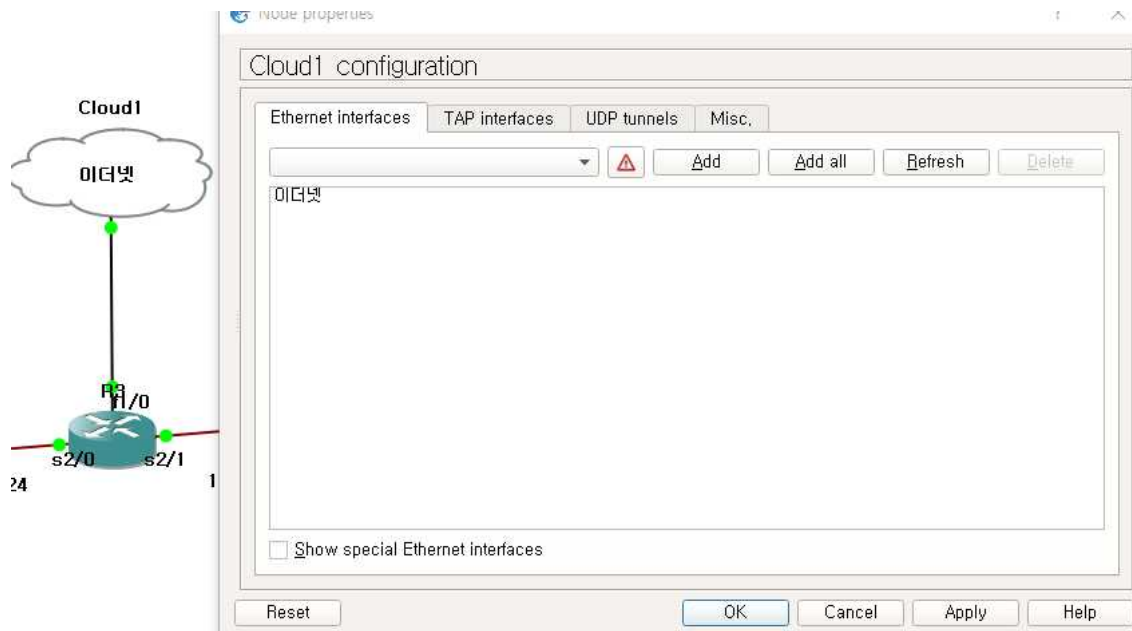 Node properties
?
Cloud1 configuration
Cloud1
이더넷
Ethernet interfaces
TAP interfaces
UDP tunnels
Misc.
Add
Add all
Refresh
Delete
이더넷
R3
f1/0
s2/0
s2/1
24
1
Show special Ethernet interfaces
Reset
OK
Cancel
Apply
Help